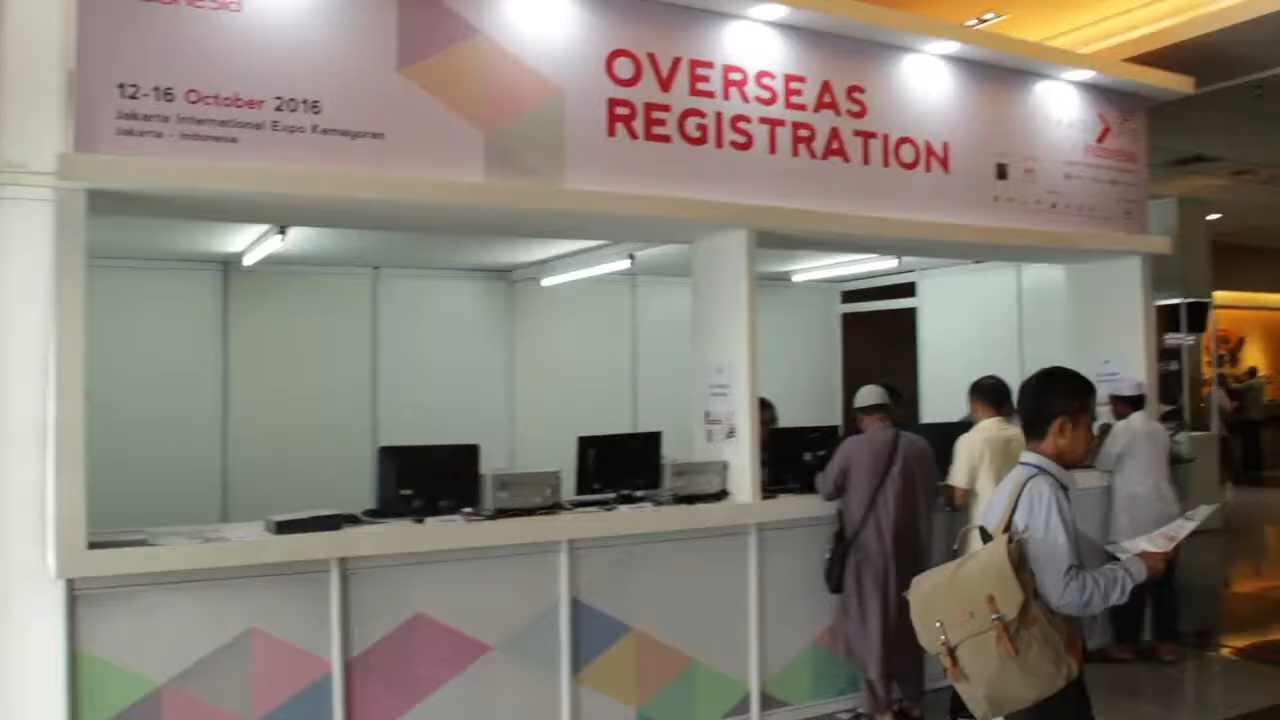 12-16 October 2016
Jakarta International Expo Kemayoran
Jakarta - Indonesia
OVERSEAS
REGISTRATION